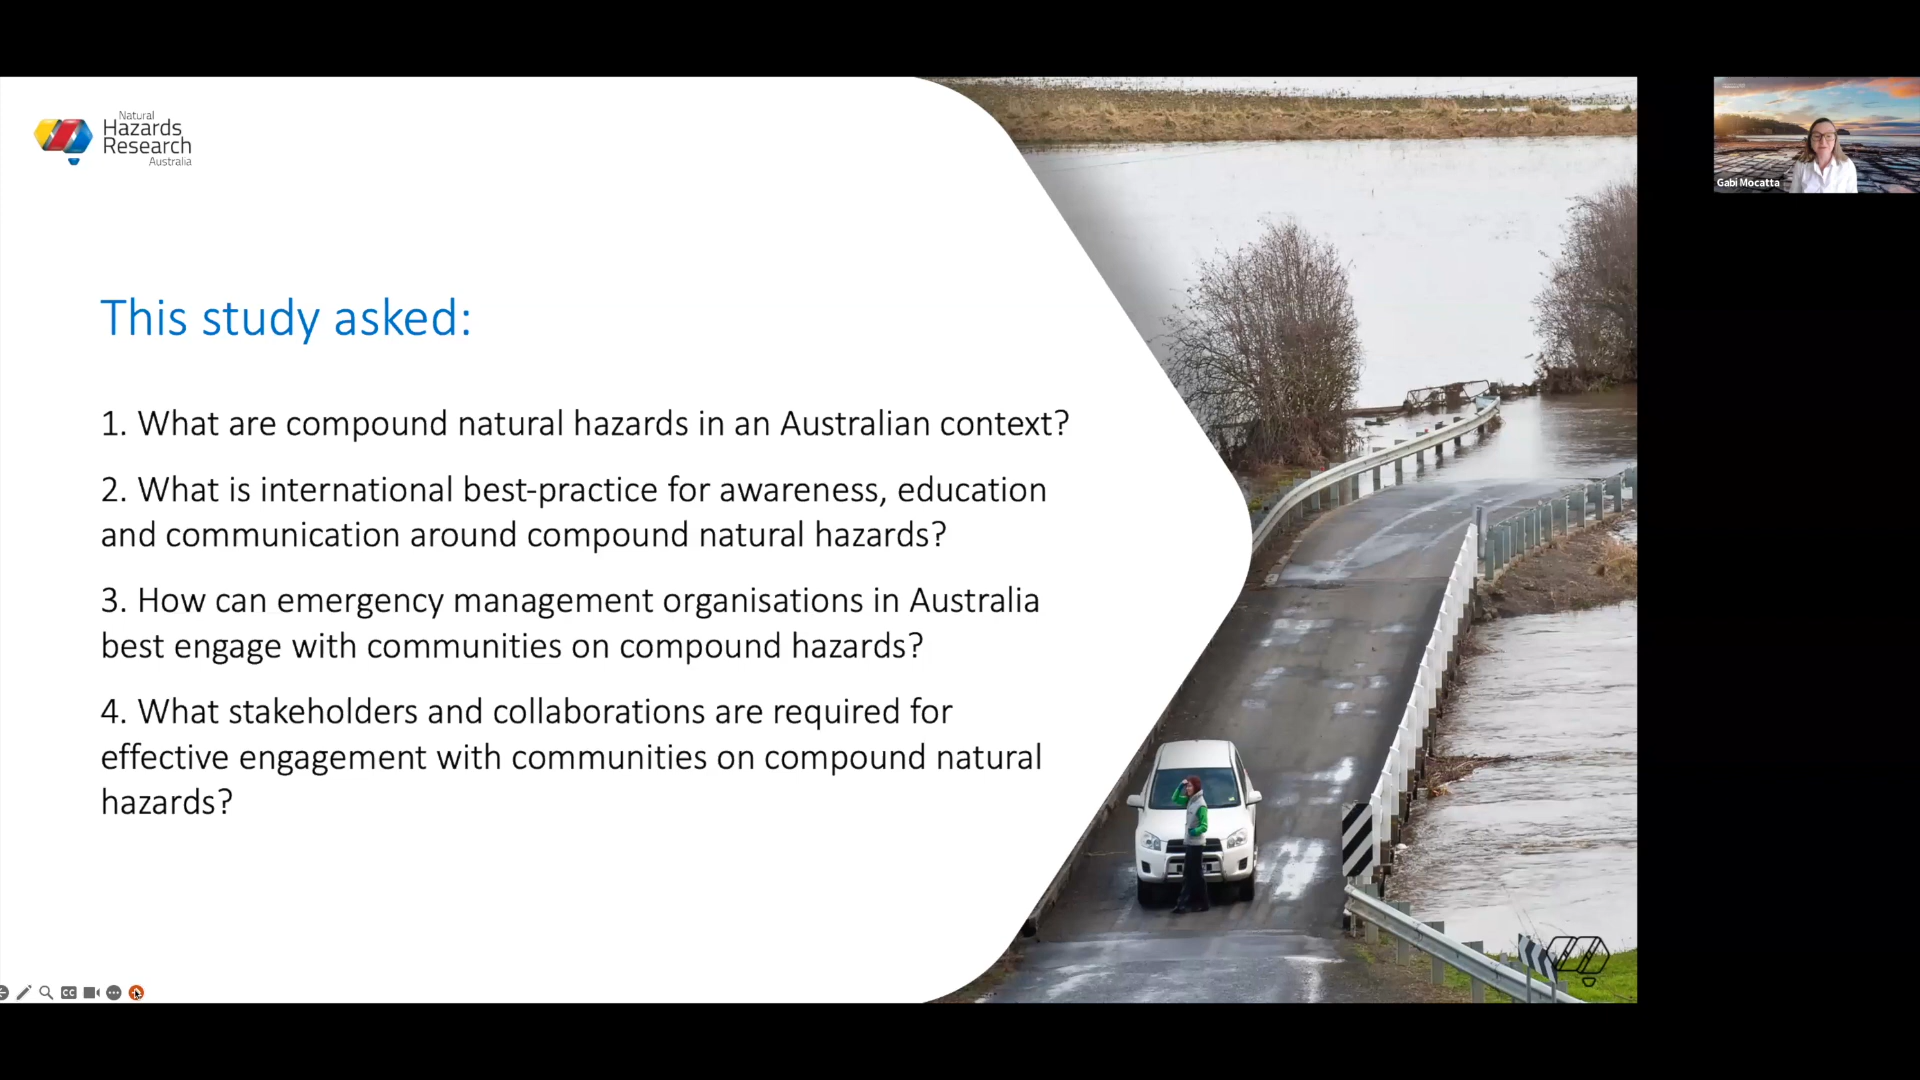 Natural
Hazards
Research
Australia
This study asked:
1. What are compound natural hazards in an Australian context?
2. What is international best-practice for awareness, education
and communication around compound natural hazards?
3. How can emergency management organisations in Australia
best engage with communities on compound hazards?
4. What stakeholders and collaborations are required for
effective engagement with communities on compound natural
hazards?
Gabi Mocatta
CC